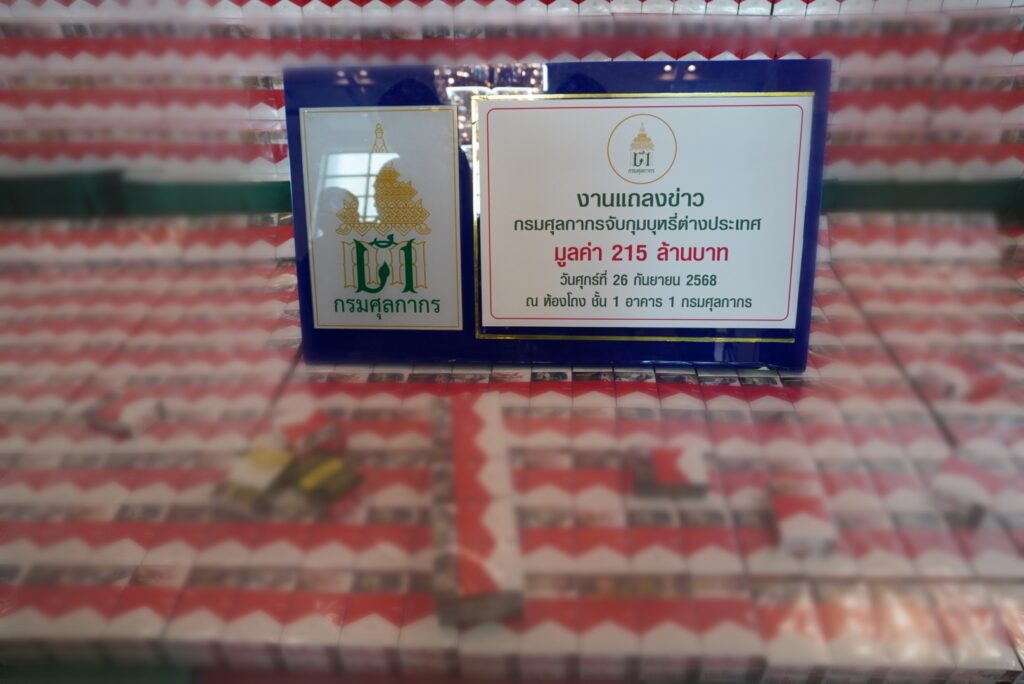 กรมศุลกากร
กรมศุลกากร
งานแถลงข่าว
กรมศุลกากรจับกุมบุหรี่ต่างประเทศ
มูลค่า 215 ล้านบาท
วันศุกร์ที่ 26 กันยายน 2568
ณ ห้องโถง ชั้น 1 อาคาร 1 กรมศุลกากร